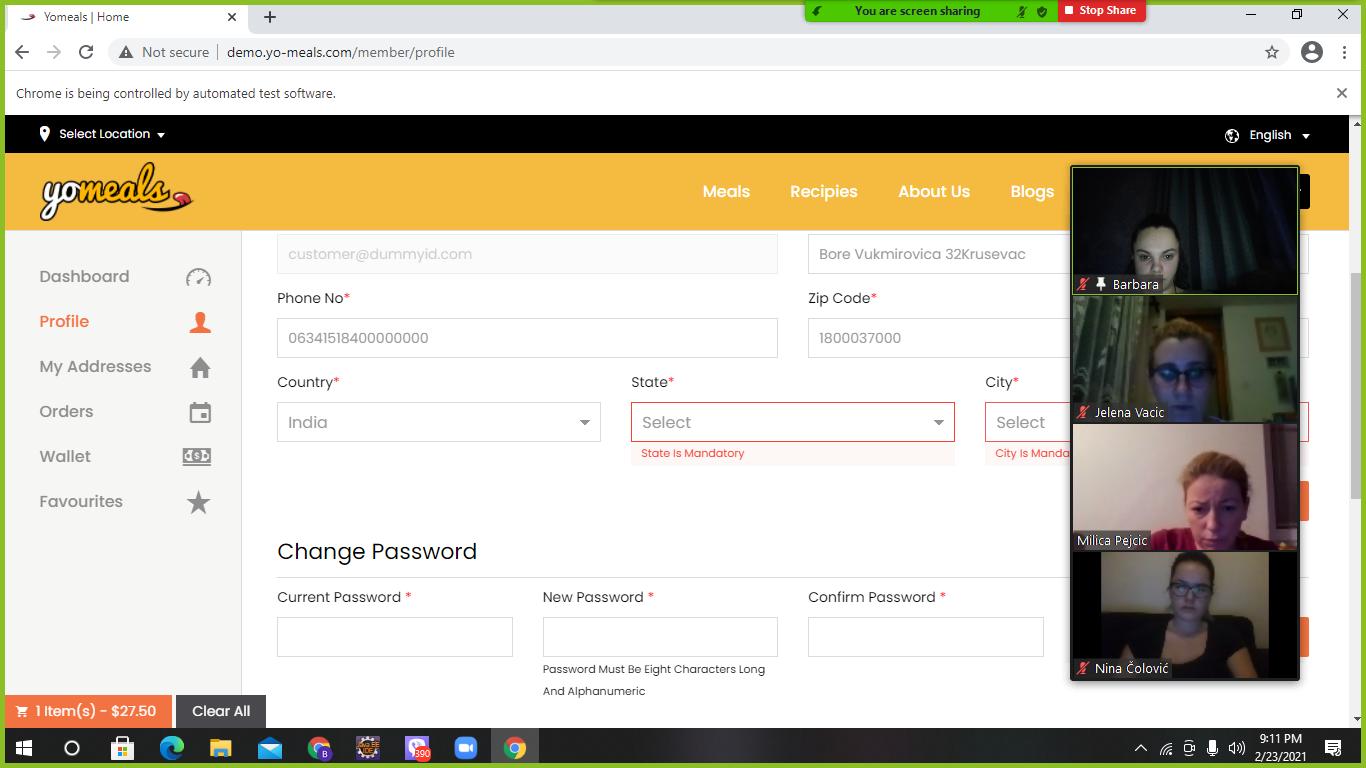 Yomeals | Home
You are screen sharing
Stop Share
Not secure
demo.yo-meals.com/member/profile
Chrome is being controlled by automated test software.
Select Location
English
yomeals
Meals
Recipies
About Us
Blogs
Dashboard
Profile
My Addresses
Orders
Wallet
Favourites
customer@dummyid.com
Bore Vukmirovica 32Krusevac
Phone No*
Zip Code*
06341518400000000
1800037000
Country*
State*
City*
India
Select
Select
State Is Mandatory
City Is Manda
Change Password
Current Password *
New Password *
Confirm Password *
Password Must Be Eight Characters Long
And Alphanumeric
Barbara
Jelena Vacic
Milica Pejcic
Nina Čolović
1 Item(s) - $27.50
Clear All
B
Java EE
IDE
390
9:11 PM
2/23/2021